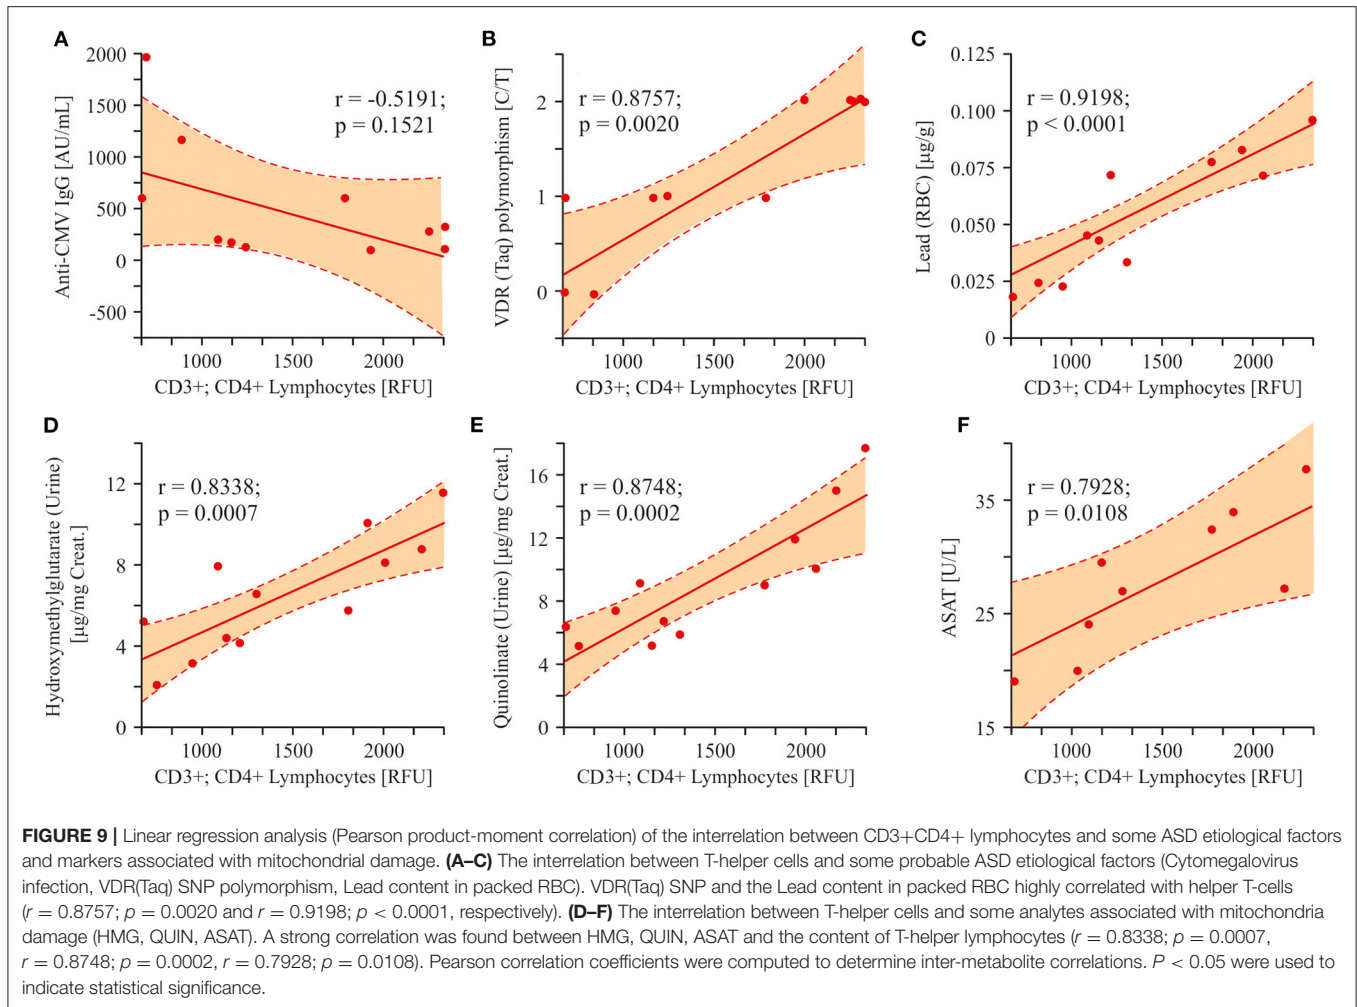 A
2000
1500
1000
500
0
-500
Anti-CMV IgG [AU/mL]
r = -0.5191;
p = 0.1521
1000 1500 2000
CD3+; CD4+ Lymphocytes [RFU]
B
2
1
0
VDR (Taq) polymorphism [C/T]
r = 0.8757;
p = 0.0020
1000 1500 2000
CD3+; CD4+ Lymphocytes [RFU]
C
0.125
0.100
0.075
0.050
0.025
0
Lead (RBC) [µg/g]
r = 0.9198;
p < 0.0001
1000 1500 2000
CD3+; CD4+ Lymphocytes [RFU]
D
12
8
4
0
Hydroxymethylglutarate (Urine)
[µg/mg Creat.]
r = 0.8338;
p = 0.0007
1000 1500 2000
CD3+; CD4+ Lymphocytes [RFU]
E
16
12
8
4
0
Quinolinate (Urine) [µg/mg Creat.]
r = 0.8748;
p = 0.0002
1000 1500 2000
CD3+; CD4+ Lymphocytes [RFU]
F
35
25
15
ASAT [U/L]
r = 0.7928;
p = 0.0108
1000 1500 2000
CD3+; CD4+ Lymphocytes [RFU]
FIGURE 9 | Linear regression analysis (Pearson product-moment correlation) of the interrelation between CD3+CD4+ lymphocytes and some ASD etiological factors
and markers associated with mitochondrial damage. (A–C) The interrelation between T-helper cells and some probable ASD etiological factors (Cytomegalovirus
infection, VDR(Taq) SNP polymorphism, Lead content in packed RBC). VDR(Taq) SNP and the Lead content in packed RBC highly correlated with helper T-cells
(r = 0.8757; p = 0.0020 and r = 0.9198; p < 0.0001, respectively). (D–F) The interrelation between T-helper cells and some analytes associated with mitochondria
damage (HMG, QUIN, ASAT). A strong correlation was found between HMG, QUIN, ASAT and the content of T-helper lymphocytes (r = 0.8338; p = 0.0007,
r = 0.8748; p = 0.0002, r = 0.7928; p = 0.0108). Pearson correlation coefficients were computed to determine inter-metabolite correlations. P < 0.05 were used to
indicate statistical significance.